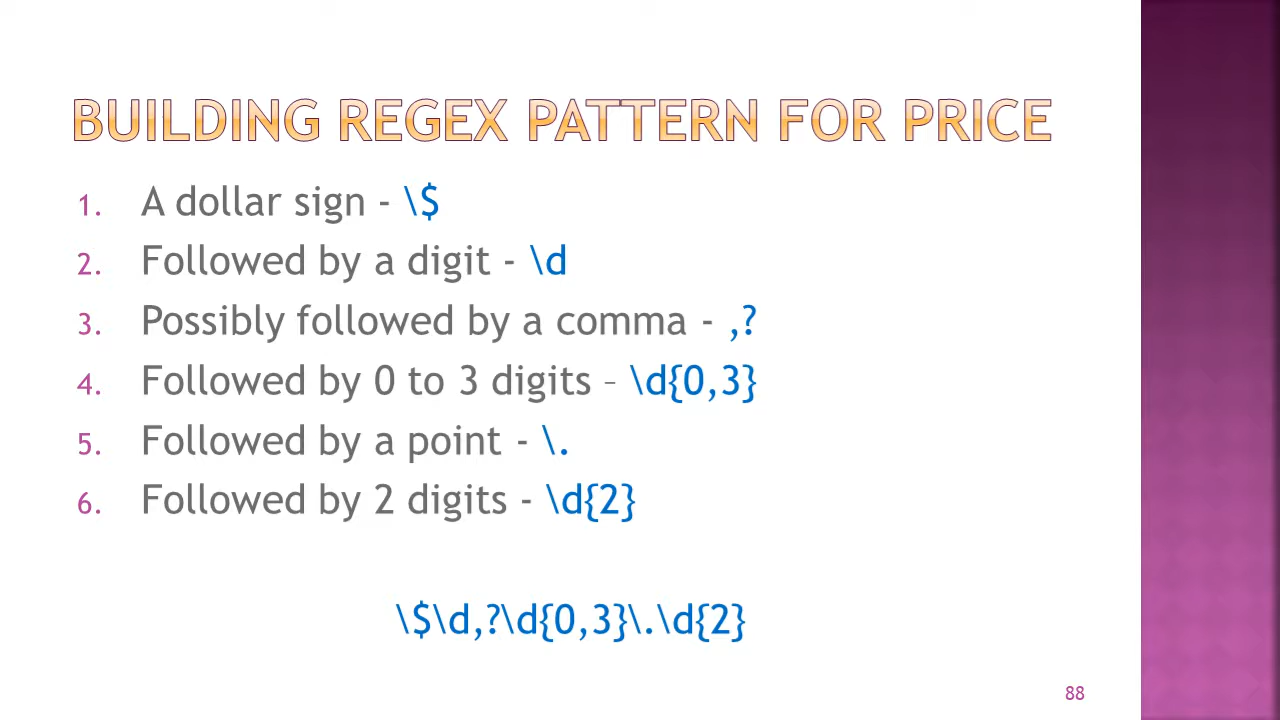 BUILDING REGEX PATTERN FOR PRICE
1. A dollar sign - \$
2. Followed by a digit - \d
3. Possibly followed by a comma - ,?
4. Followed by 0 to 3 digits – \d{0,3}
5. Followed by a point - \.
6. Followed by 2 digits - \d{2}
\$\d,?\d{0,3}\.\d{2}
88